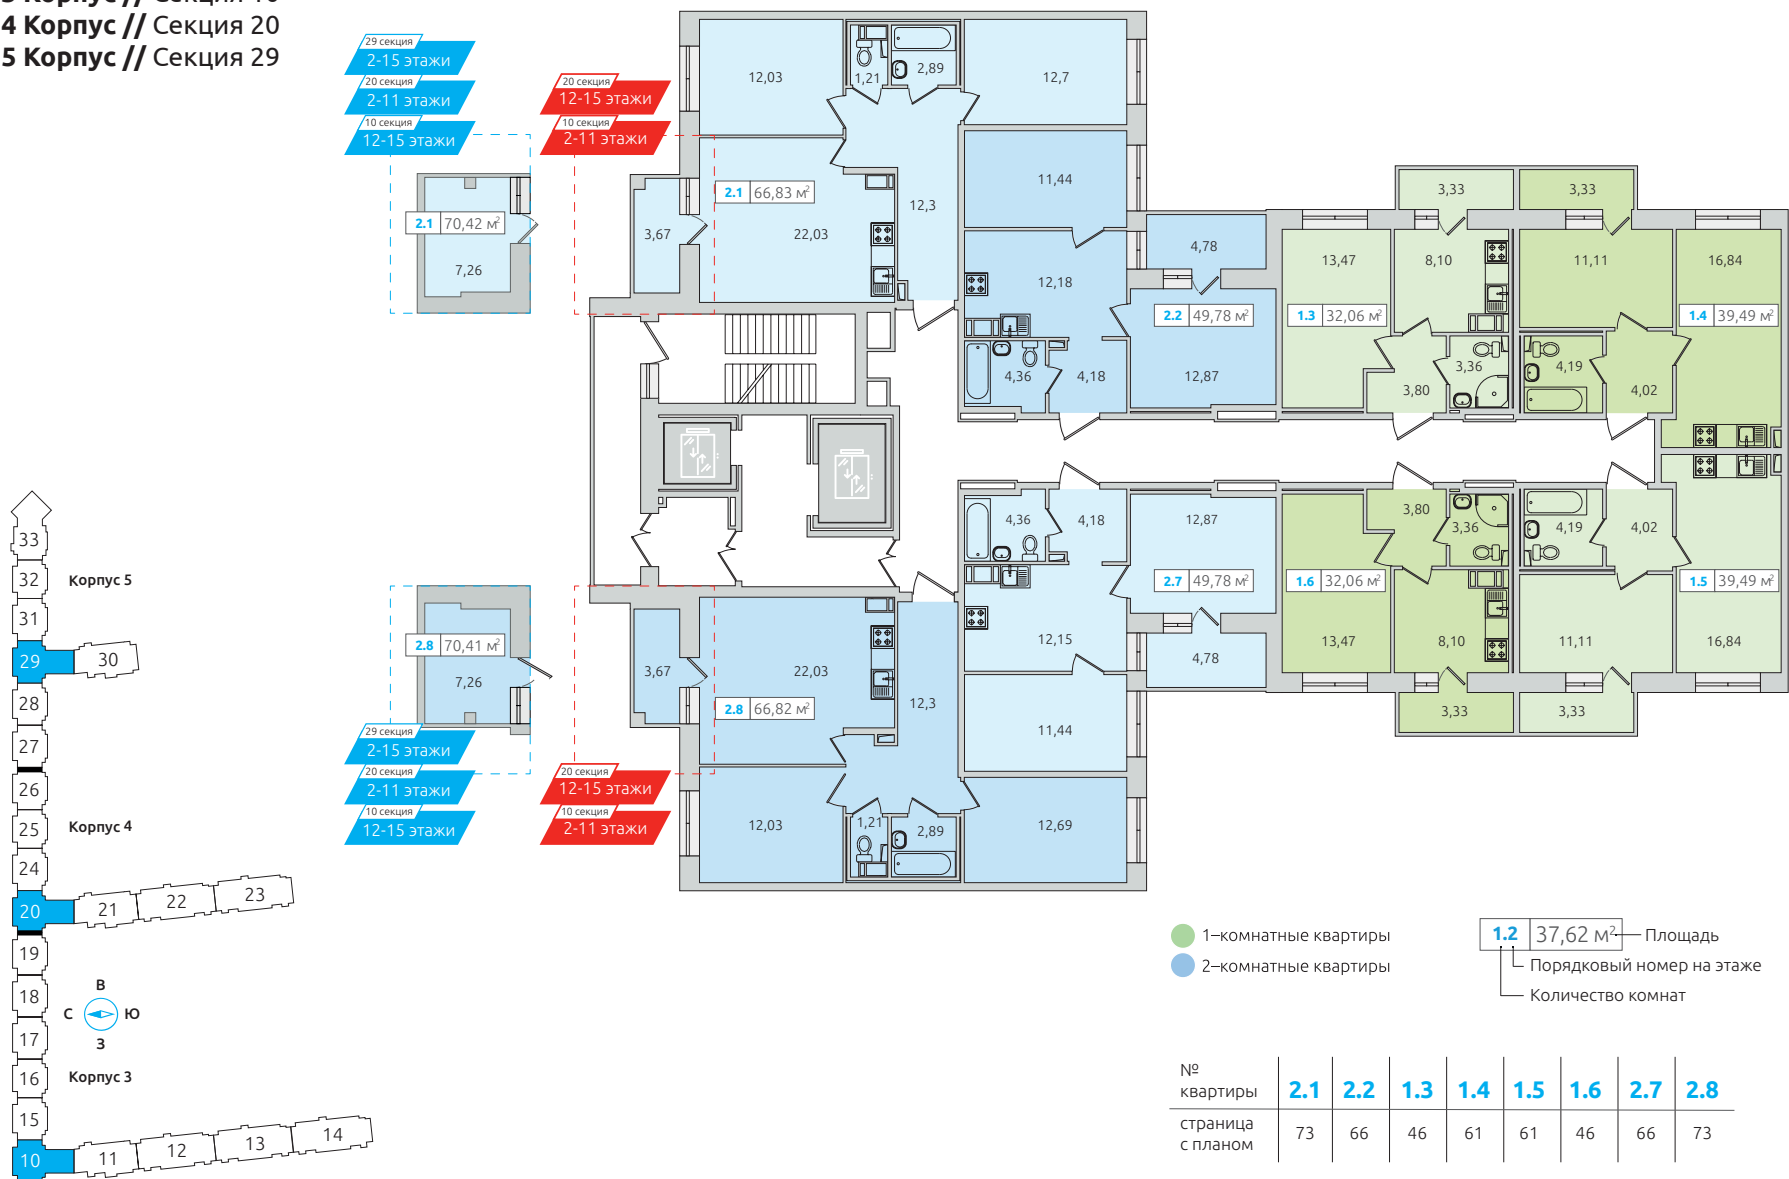 3 Корпус // Секция 10
4 Корпус // Секция 20
5 Корпус // Секция 29
29 секция
2-15 этажи
20 секция
2-11 этажи
10 секция
12-15 этажи
20 секция
12-15 этажи
10 секция
2-11 этажи
12,03
1,21
2,89
12,7
2.1 70,42 м²
7,26
3,67
2.1 66,83 м²
22,03
12,3
11,44
12,18
4,78
2.2 49,78 м²
12,87
4,36
4,18
3,33
3,33
13,47
8,10
11,11
16,84
1.3 32,06 м²
1.4 39,49 м²
3,80
3,36
4,19
4,02
4,36
4,18
12,87
3,80
3,36
4,19
4,02
2.7 49,78 м²
1.6 32,06 м²
1.5 39,49 м²
12,15
4,78
13,47
8,10
11,11
16,84
3,33
3,33
2.8 70,41 м²
7,26
3,67
22,03
2.8 66,82 м²
12,3
11,44
12,03
1,21
2,89
12,69
29 секция
2-15 этажи
20 секция
2-11 этажи
10 секция
12-15 этажи
20 секция
12-15 этажи
10 секция
2-11 этажи
33
32
Корпус 5
31
29
30
28
27
26
25
Корпус 4
24
20
21
22
23
19
18
17
16
Корпус 3
15
10
11
12
13
14
В
С
Ю
З
1–комнатные квартиры
2–комнатные квартиры
1.2 37,62 м² Площадь
Порядковый номер на этаже
Количество комнат
№
квартиры 2.1 2.2 1.3 1.4 1.5 1.6 2.7 2.8
страница
с планом 73 66 46 61 61 46 66 73